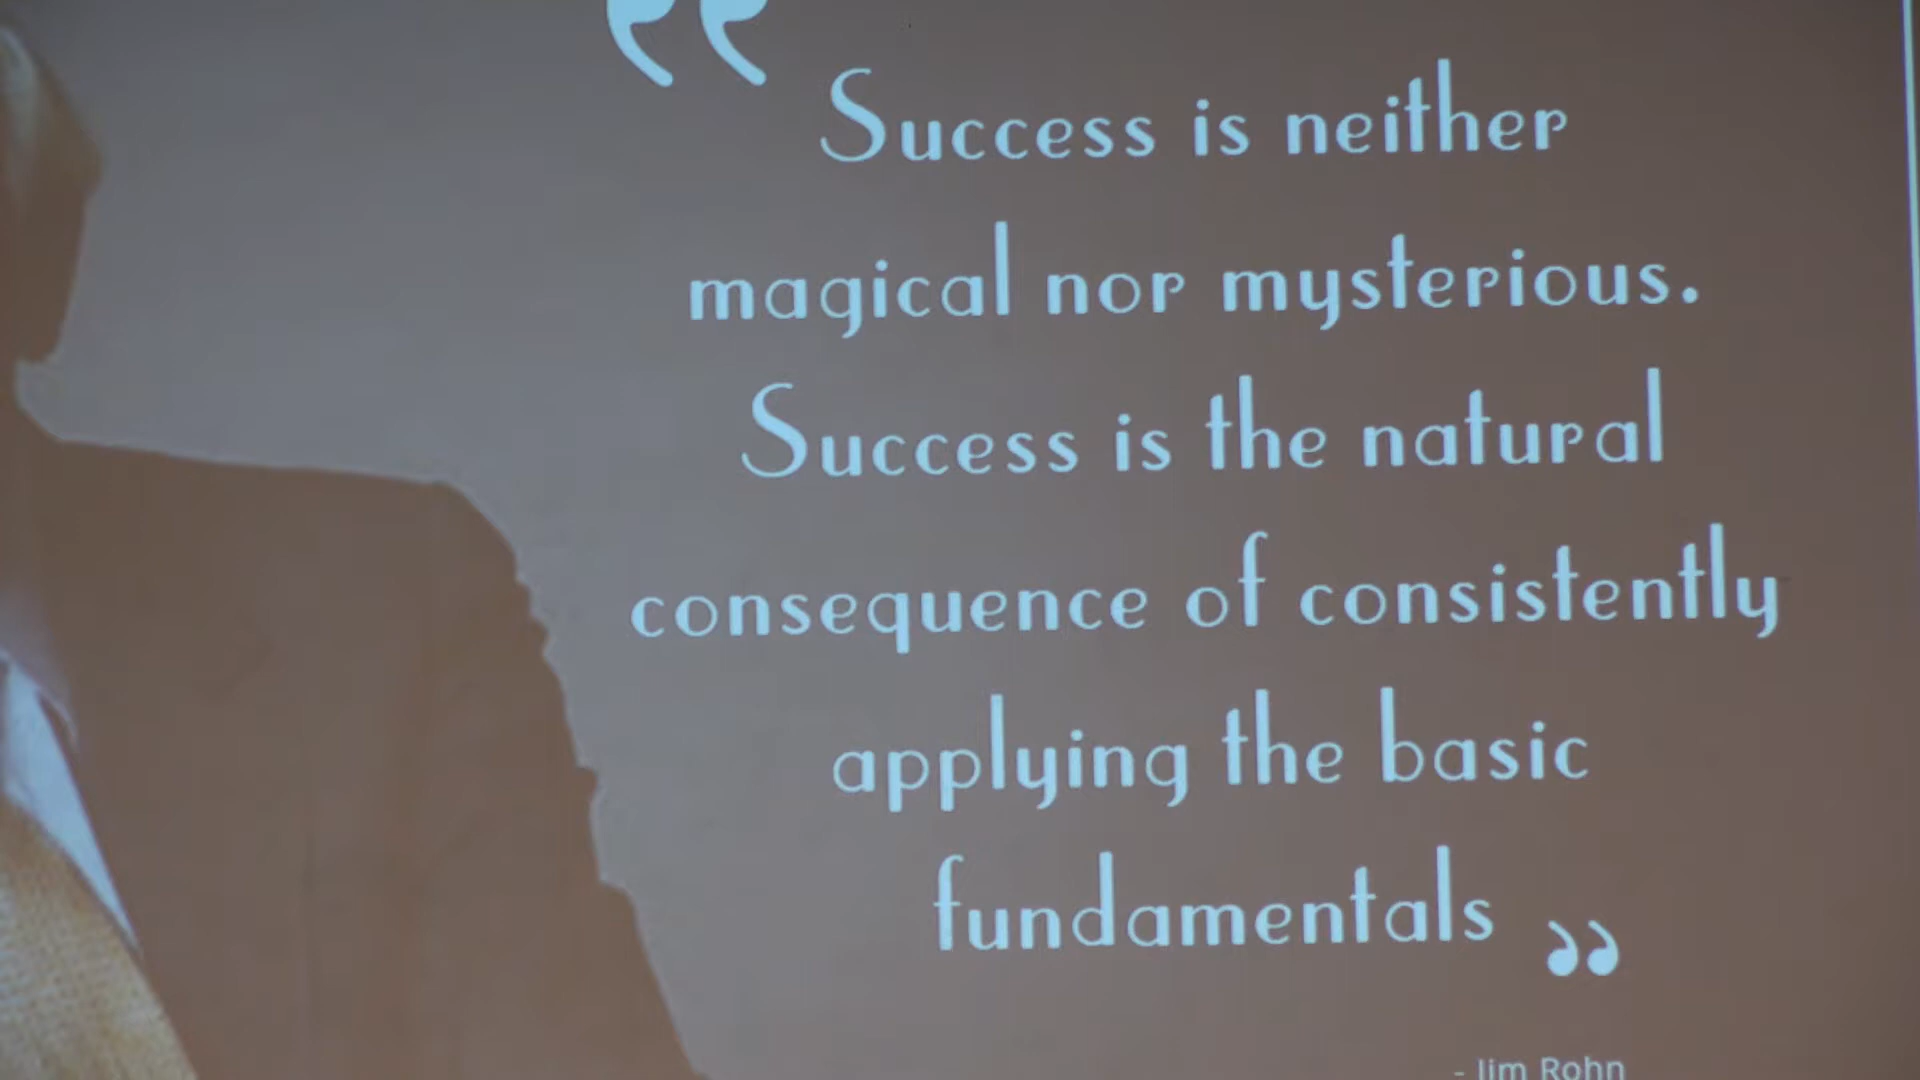 “ Success is neither
magical nor mysterious.
Success is the natural
consequence of consistently
applying the basic
fundamentals ”
- Jim Rohn